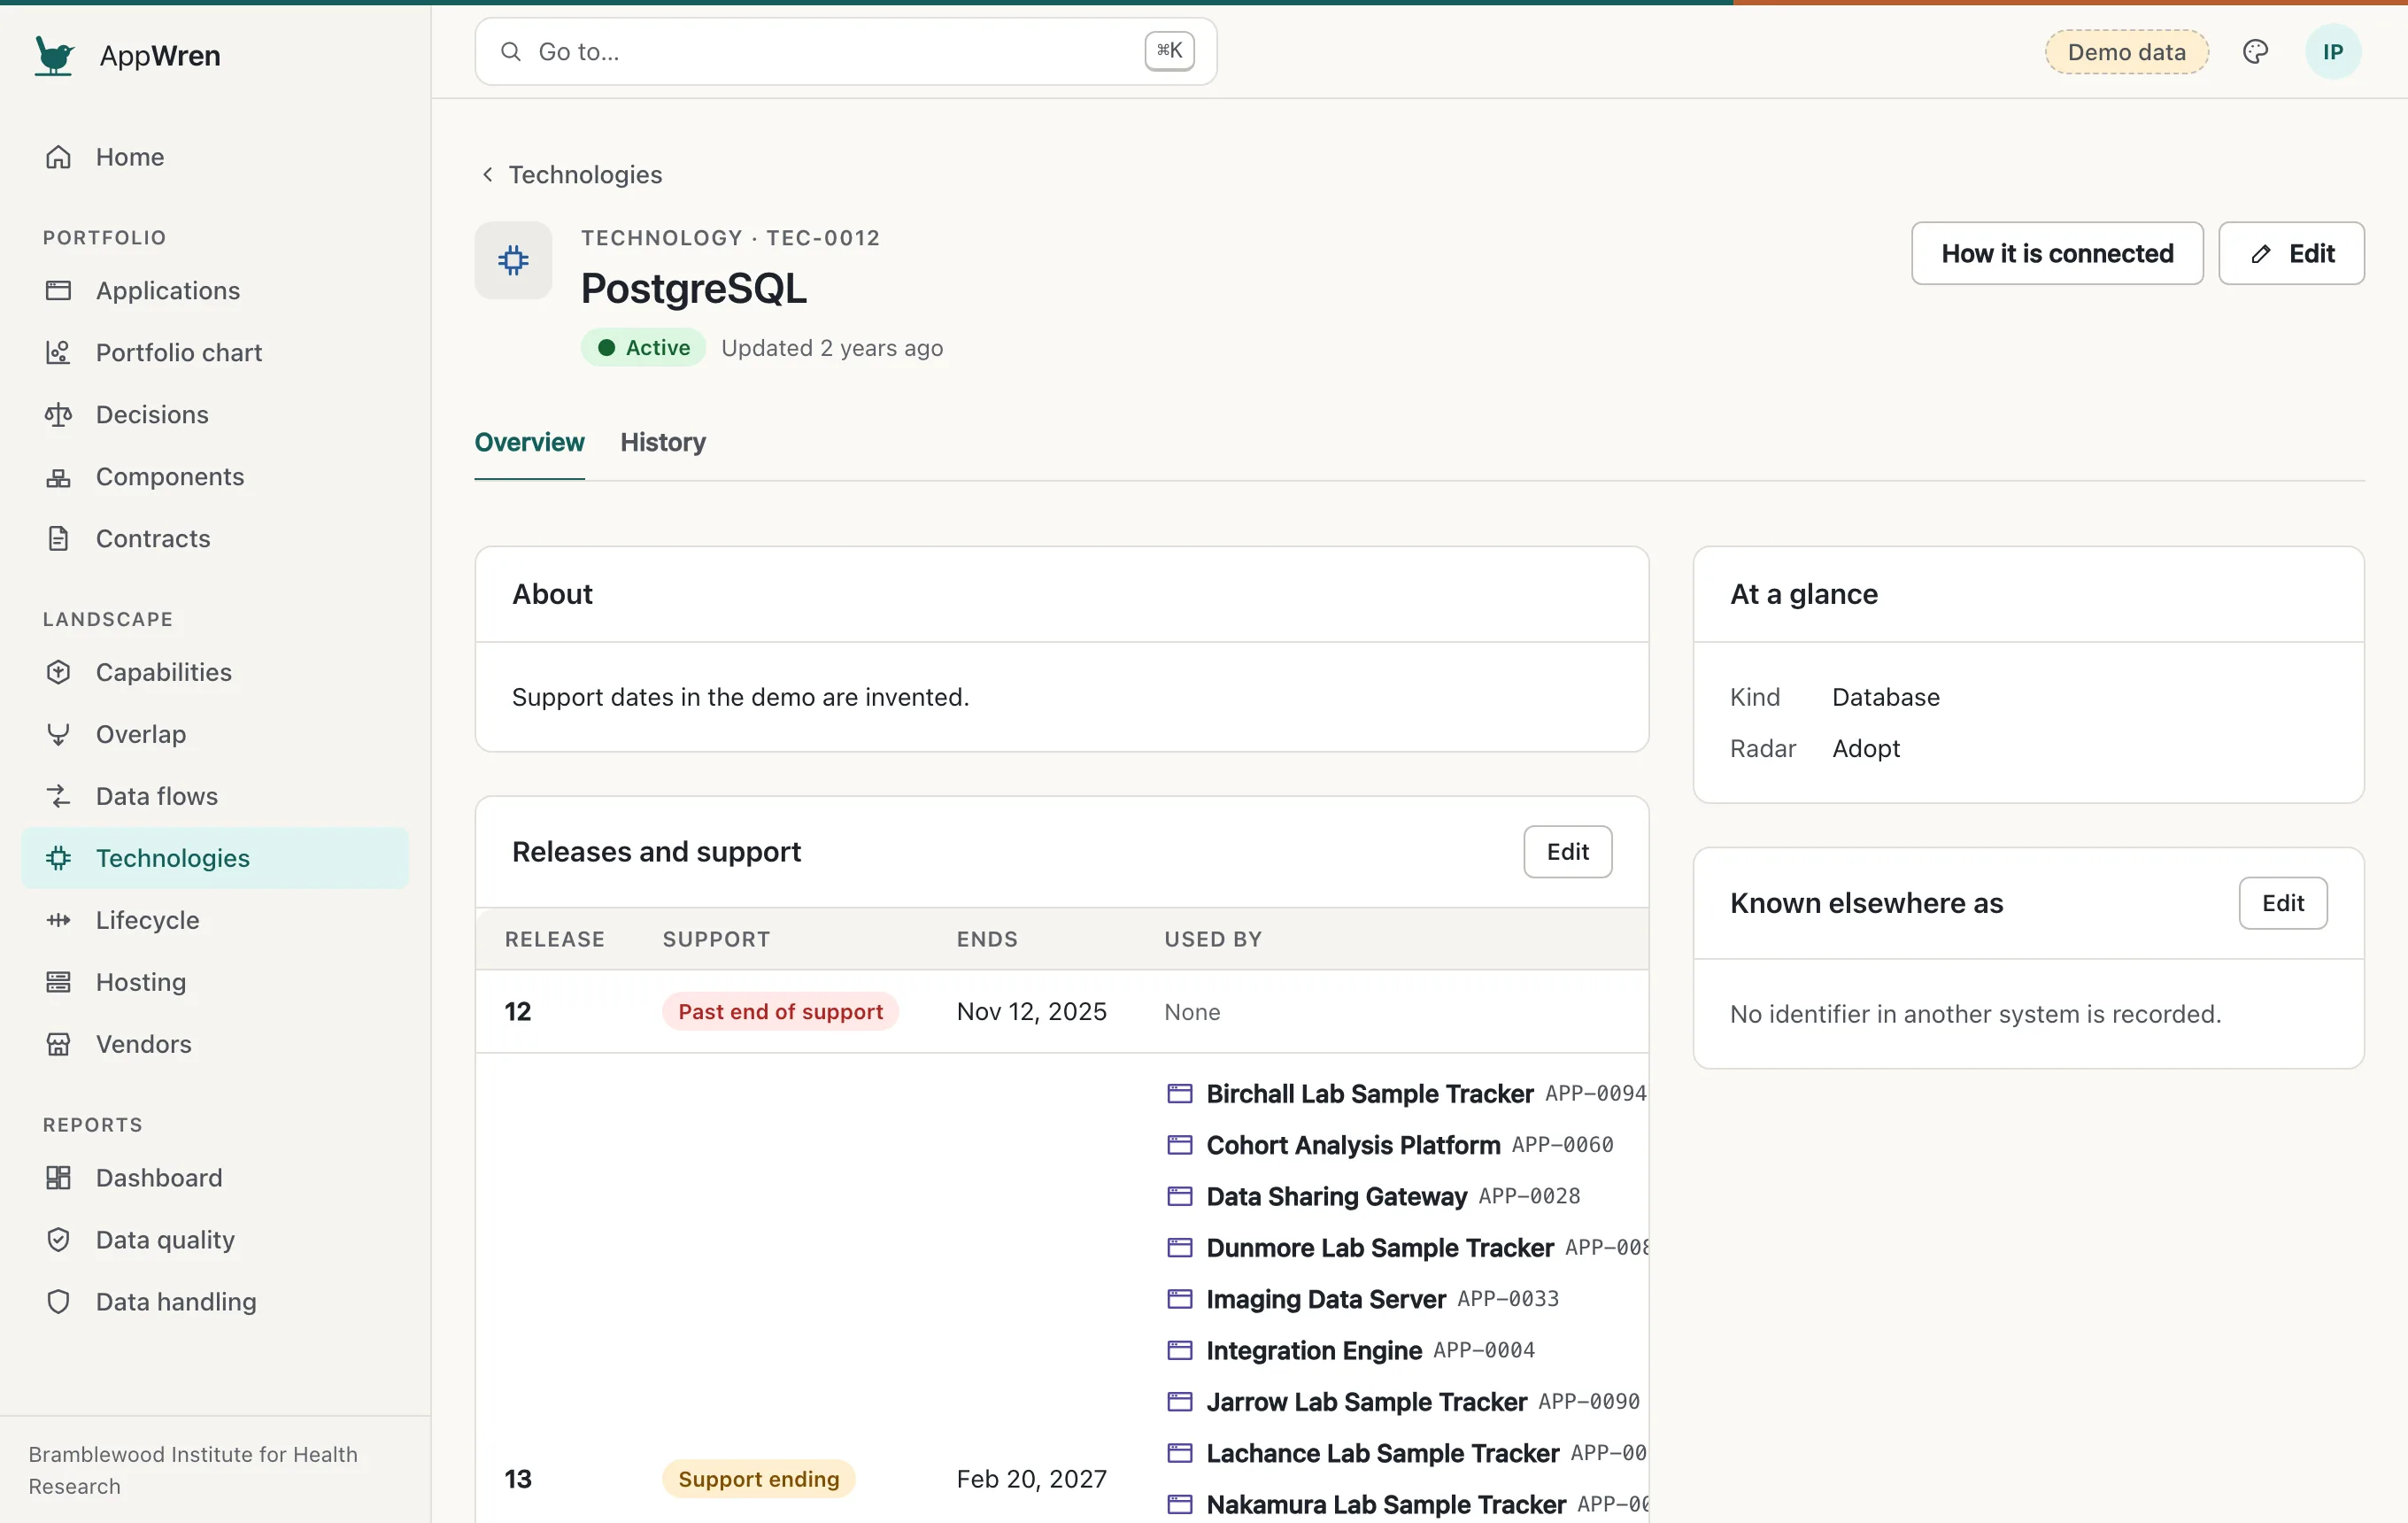 AppWren
Go to...
⌘K
Demo data
IP
Home
PORTFOLIO
Applications
Portfolio chart
Decisions
Components
Contracts
LANDSCAPE
Capabilities
Overlap
Data flows
Technologies
Lifecycle
Hosting
Vendors
REPORTS
Dashboard
Data quality
Data handling
Bramblewood Institute for Health
Research
Technologies
TECHNOLOGY · TEC-0012
PostgreSQL
Active Updated 2 years ago
How it is connected
Edit
Overview History
About
Support dates in the demo are invented.
Releases and support Edit
RELEASE SUPPORT ENDS USED BY
12 Past end of support Nov 12, 2025 None
Birchall Lab Sample Tracker APP-0094
Cohort Analysis Platform APP-0060
Data Sharing Gateway APP-0028
Dunmore Lab Sample Tracker
Imaging Data Server APP-0033
Integration Engine APP-0004
Jarrow Lab Sample Tracker APP-0090
Lachance Lab Sample Tracker
13 Support ending Feb 20, 2027
Nakamura Lab Sample Tracker
At a glance
Kind Database
Radar Adopt
Known elsewhere as Edit
No identifier in another system is recorded.